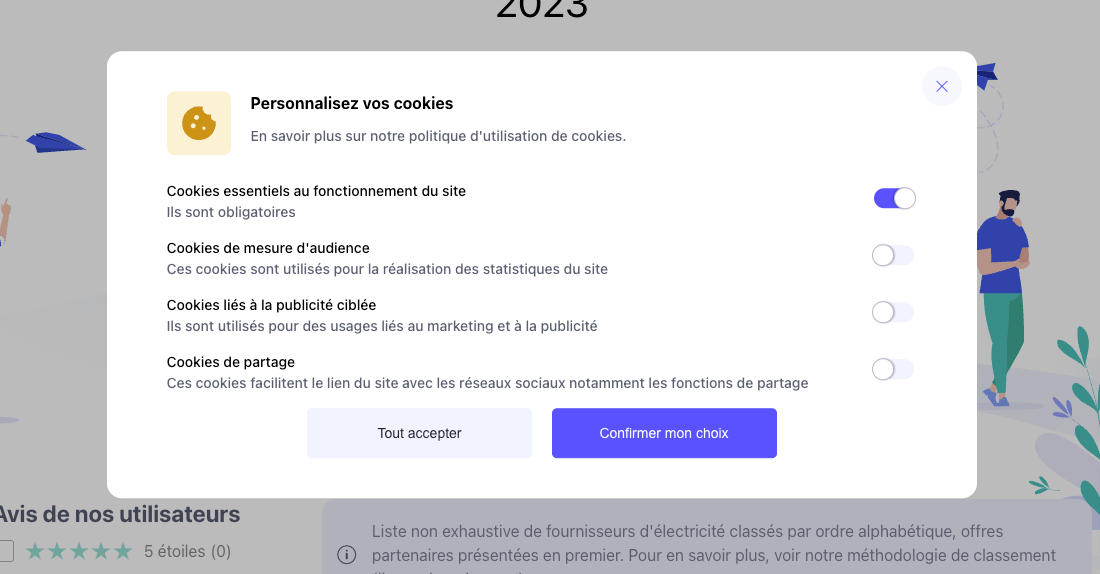 2023
Personnalisez vos cookies
En savoir plus sur notre politique d'utilisation de cookies.
Cookies essentiels au fonctionnement du site
Ils sont obligatoires
Cookies de mesure d'audience
Ces cookies sont utilisés pour la réalisation des statistiques du site
Cookies liés à la publicité ciblée
Ils sont utilisés pour des usages liés au marketing et à la publicité
Cookies de partage
Ces cookies facilitent le lien du site avec les réseaux sociaux notamment les fonctions de partage
Tout accepter
Confirmer mon choix
Avis de nos utilisateurs
5 étoiles (0)
Liste non exhaustive de fournisseurs d'électricité classés par ordre alphabétique, offres
partenaires présentées en premier. Pour en savoir plus, voir notre méthodologie de classement